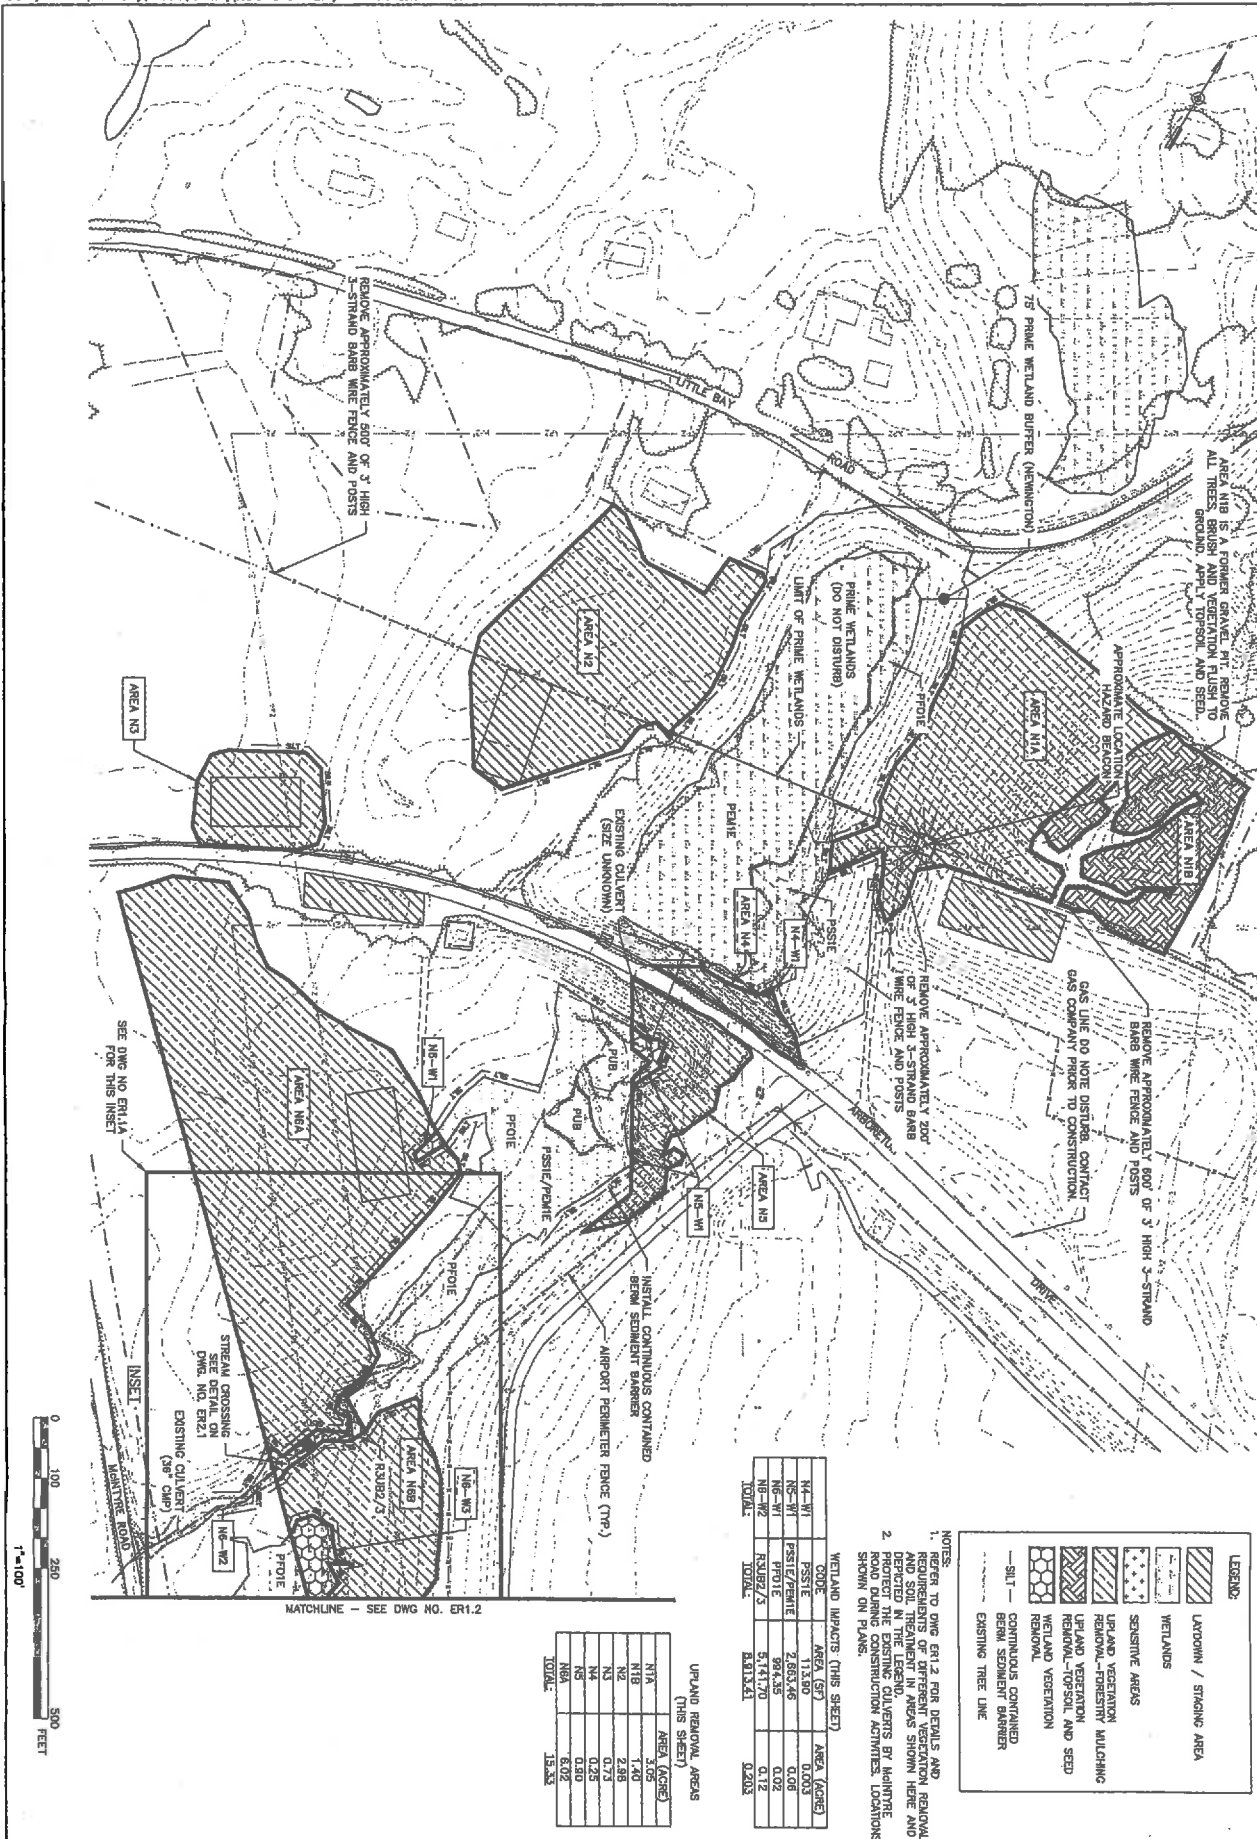 AREA N1B IS A FORMER GRAVEL PIT. REMOVE
ALL TREES, BRUSH AND VEGETATION FLUSH TO
GROUND. APPLY TOPSOIL AND SEED.
75' PRIME WETLAND BUFFER (NEWINGTON)
APPROXIMATE LOCATION
HAZARD BEACON
AREA N1A
AREA N1B
REMOVE APPROXIMATELY 500' OF 3' HIGH
3-STRAND BARB WIRE FENCE AND POSTS
LITTLE BAY
ROAD
PRIME WETLANDS
(DO NOT DISTURB)
LIMIT OF PRIME WETLANDS
PFO1E
AREA N2
AREA N3
SILT
PEM1E
PSS1E
EXISTING CULVERT
(SIZE UNKNOWN)
AREA N4
N4-W1
REMOVE APPROXIMATELY 200'
OF 3' HIGH 3-STRAND BARB
WIRE FENCE AND POSTS
REMOVE APPROXIMATELY 600' OF 3' HIGH 3-STRAND
BARB WIRE FENCE AND POSTS
GAS LINE DO NOTE DISTURB. CONTACT
GAS COMPANY PRIOR TO CONSTRUCTION
ARBORETU
DRIVE
AREA N5
N5-W1
PUB
PUB
PSS1E/PEM1E
PFO1E
N6-W1
AREA N6A
SEE DWG NO ER1.1A
FOR THIS INSET
PFO1E
INSTALL CONTINUOUS CONTAINED
BERM SEDIMENT BARRIER
AIRPORT PERIMETER FENCE (TYP.)
INSET
STREAM CROSSING
SEE DETAIL ON
DWG. NO. ER2.1
EXISTING CULVERT
(36" CMP)
McINTYRE ROAD
AREA N6B
R3UB2/3
N6-W3
N6-W2
PFO1E
MATCHLINE - SEE DWG NO. ER1.2
0 100 250 500
FEET
1"=100'
LEGEND:
LAYDOWN / STAGING AREA
WETLANDS
SENSITIVE AREAS
UPLAND VEGETATION
REMOVAL-FORESTRY MULCHING
UPLAND VEGETATION
REMOVAL-TOPSOIL AND SEED
WETLAND VEGETATION
REMOVAL
SILT CONTINUOUS CONTAINED
BERM SEDIMENT BARRIER
EXISTING TREE LINE
NOTES:
1. REFER TO DWG ER1.2 FOR DETAILS AND
REQUIREMENTS OF DIFFERENT VEGETATION REMOVAL
AND SOIL TREATMENT IN AREAS SHOWN HERE AND
DEPICTED IN THE LEGEND.
2. PROTECT THE EXISTING CULVERTS BY McINTYRE
ROAD DURING CONSTRUCTION ACTIVITIES. LOCATIONS
SHOWN ON PLANS.
WETLAND IMPACTS (THIS SHEET)
CODE AREA (SF) AREA (ACRE)
N4-W1 PSS1E 113.90 0.003
N5-W1 PSS1E/PEM1E 2,663.46 0.06
N6-W1 PFO1E 994.35 0.02
N6-W2 R3UB2/3 5,141.70 0.12
TOTAL: TOTAL: 8,913.41 0.203
UPLAND REMOVAL AREAS
(THIS SHEET)
AREA (ACRE)
N1A 3.05
N1B 1.40
N2 2.98
N3 0.73
N4 0.25
N5 0.90
N6A 6.02
TOTAL: 15.33